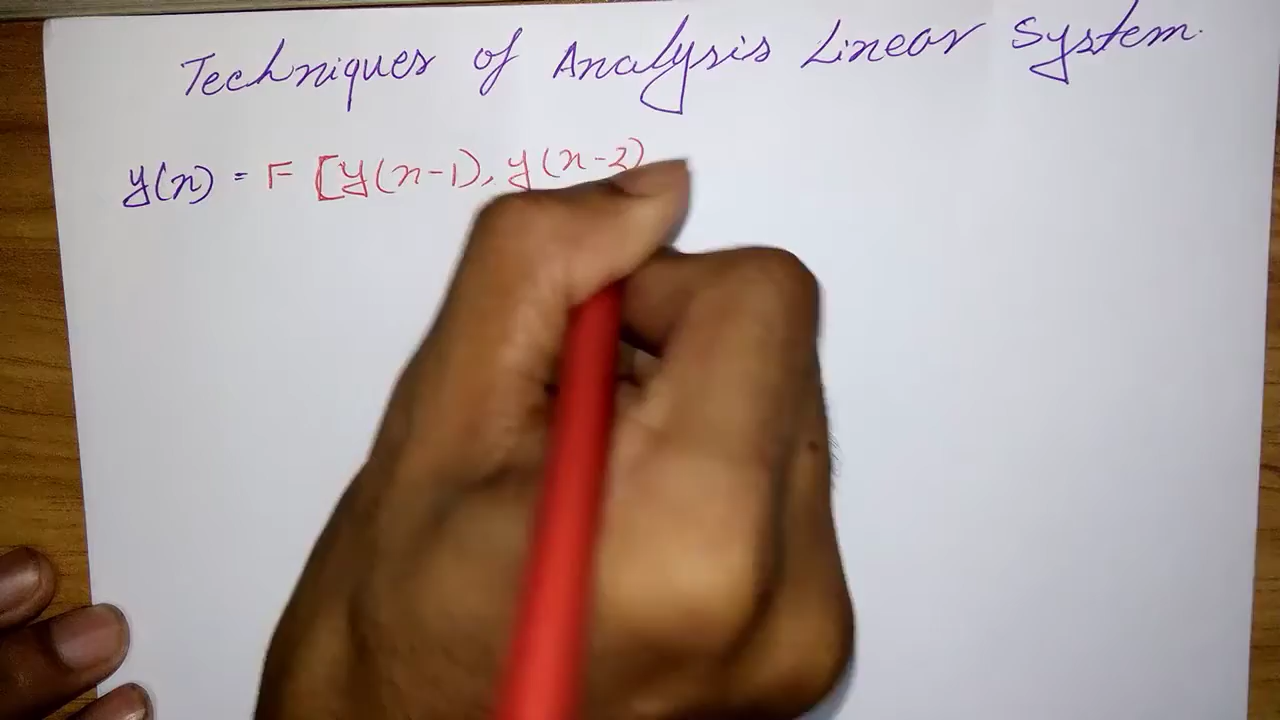 Techniques of Analysis Linear System.
y(n) = F [y(n-1), y(n-2)